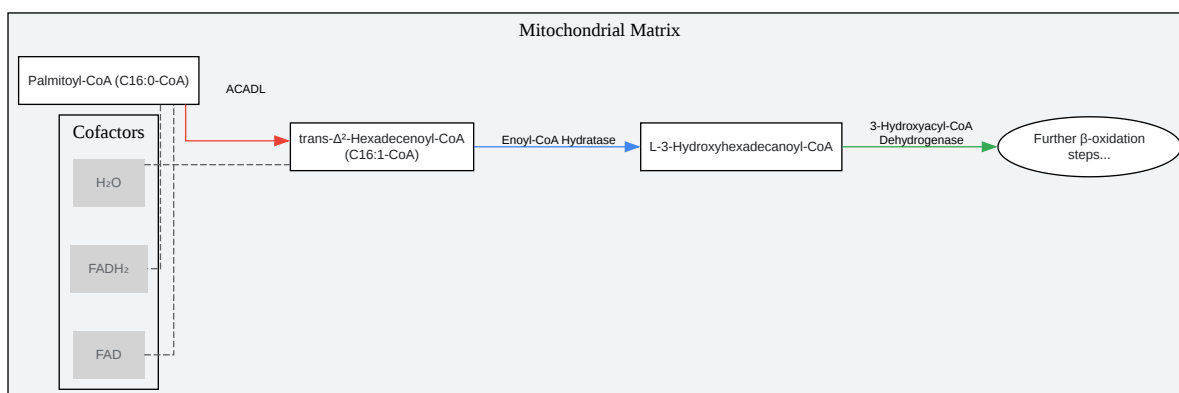 Mitochondrial Matrix
Palmitoyl-CoA (C16:0-CoA)
ACADL
Cofactors
trans-Δ²-Hexadecenoyl-CoA
(C16:1-CoA)
Enoyl-CoA Hydratase
L-3-Hydroxyhexadecanoyl-CoA
3-Hydroxyacyl-CoA
Dehydrogenase
Further β-oxidation
steps...
H₂O
FADH₂
FAD